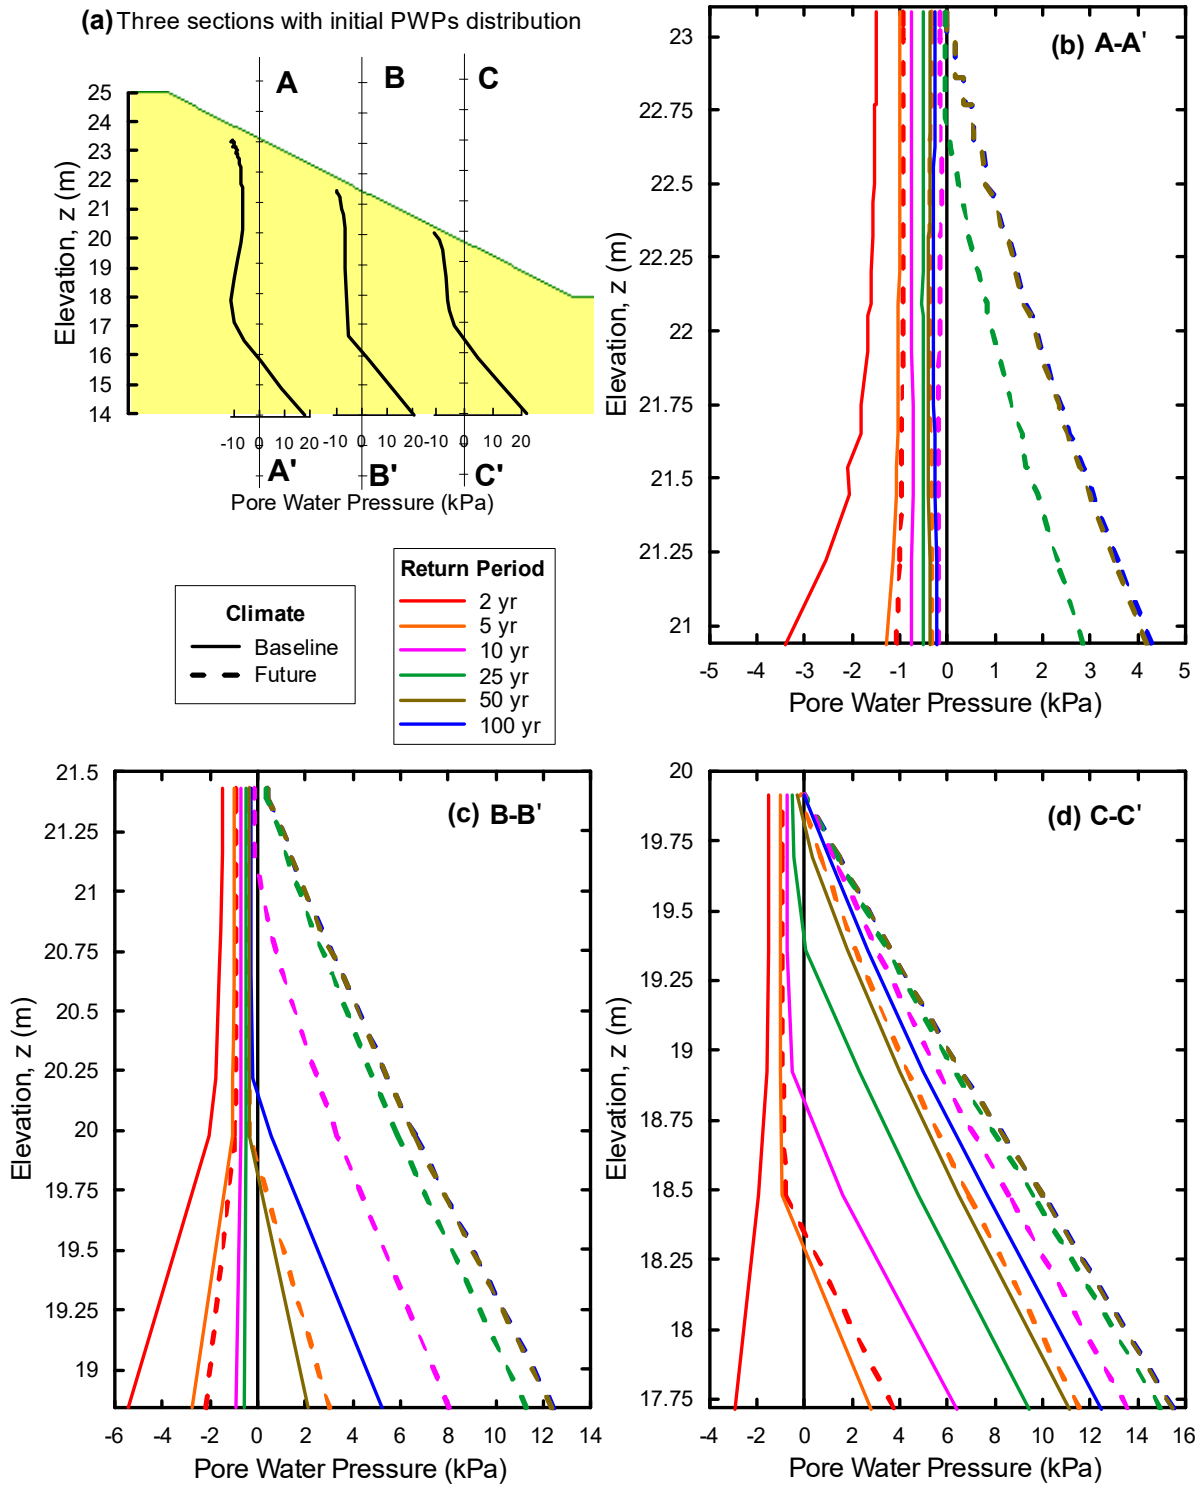 (a) Three sections with initial PWPs distribution
A
B
C
25
24
23
22
21
20
19
18
17
16
15
14
Elevation, z (m)
-10 0 10 20 -10 0 10 20 -10 0 10 20
A' B' C'
Pore Water Pressure (kPa)
Climate
Baseline
Future
Return Period
2 yr
5 yr
10 yr
25 yr
50 yr
100 yr
(b) A-A'
23
22.75
22.5
22.25
22
21.75
21.5
21.25
21
Elevation, z (m)
-5 -4 -3 -2 -1 0 1 2 3 4 5
Pore Water Pressure (kPa)
(c) B-B'
21.5
21.25
21
20.75
20.5
20.25
20
19.75
19.5
19.25
19
Elevation, z (m)
-6 -4 -2 0 2 4 6 8 10 12 14
Pore Water Pressure (kPa)
(d) C-C'
20
19.75
19.5
19.25
19
18.75
18.5
18.25
18
17.75
Elevation, z (m)
-4 -2 0 2 4 6 8 10 12 14 16
Pore Water Pressure (kPa)